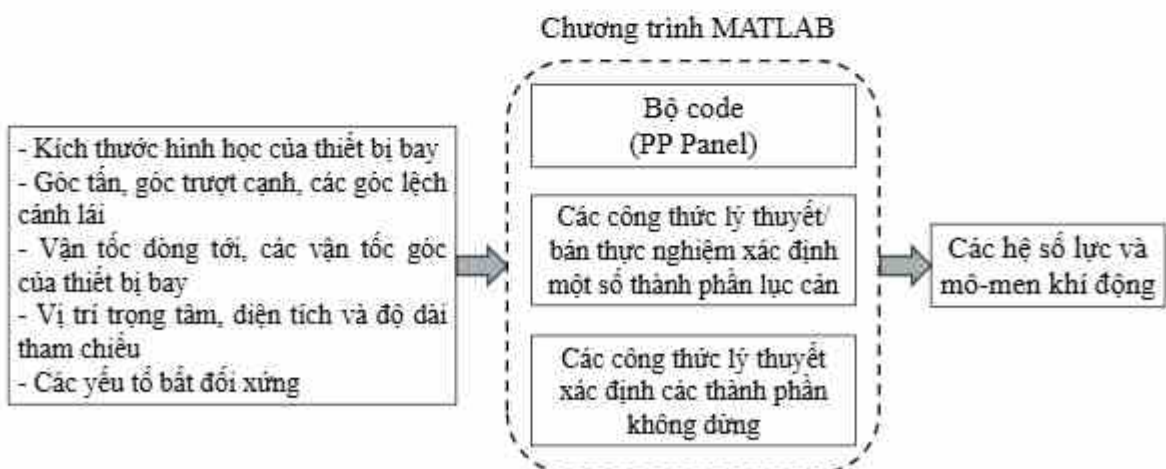 Chương trình MATLAB
- Kích thước hình học của thiết bị bay
- Góc tấn, góc trượt cạnh, các góc lệch
cánh lái
- Vận tốc dòng tới, các vận tốc góc
của thiết bị bay
- Vị trí trọng tâm, diện tích và độ dài
tham chiếu
- Các yếu tố bất đối xứng
Bộ code
(PP Panel)
Các công thức lý thuyết/
bán thực nghiệm xác định
một số thành phần lục cản
Các công thức lý thuyết
xác định các thành phần
không dừng
Các hệ số lực và
mô-men khí động